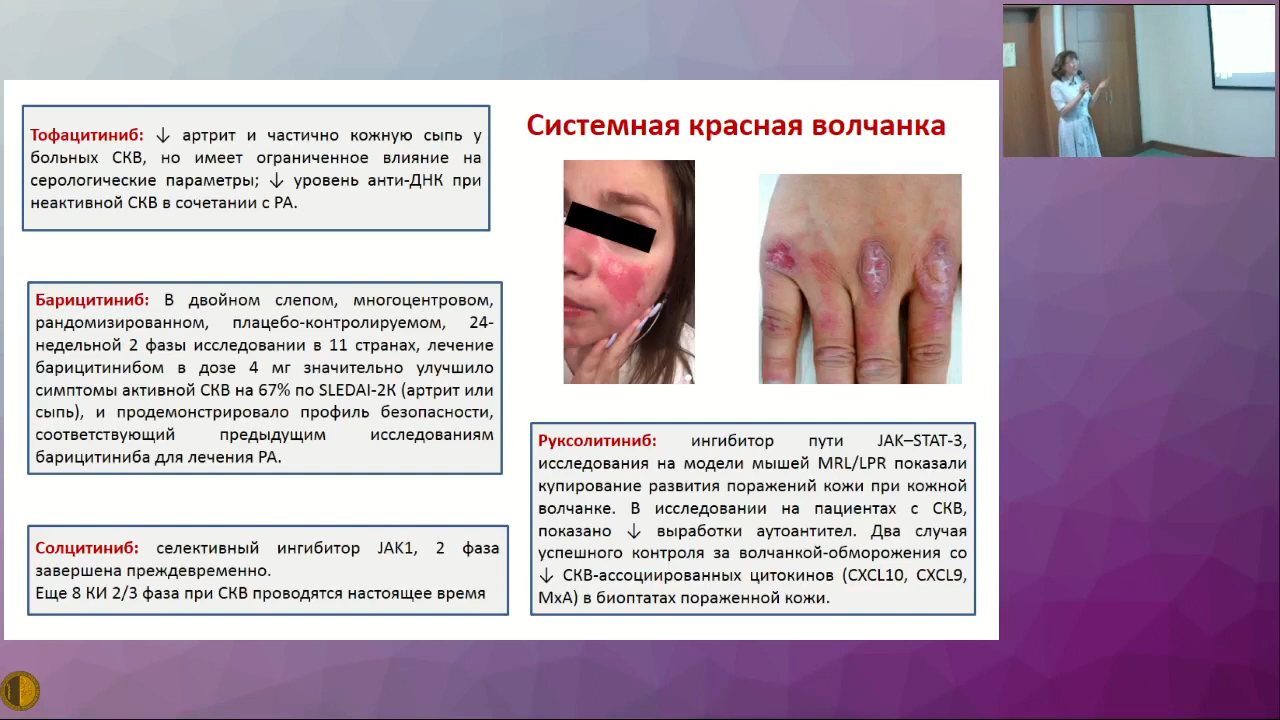 Системная красная волчанка
Тофацитиниб: ↓ артрит и частично кожную сыпь у
больных СКВ, но имеет ограниченное влияние на
серологические параметры; ↓ уровень анти-ДНК при
неактивной СКВ в сочетании с РА.
Барицитиниб: В двойном слепом, многоцентровом,
рандомизированном, плацебо-контролируемом, 24-
недельной 2 фазы исследовании в 11 странах, лечение
барицитинибом в дозе 4 мг значительно улучшило
симптомы активной СКВ на 67% по SLEDAI-2К (артрит или
сыпь), и продемонстрировало профиль безопасности,
соответствующий предыдущим исследованиям
барицитиниба для лечения РА.
Солцитиниб: селективный ингибитор JAK1, 2 фаза
завершена преждевременно.
Еще 8 КИ 2/3 фаза при СКВ проводятся настоящее время
Руксолитиниб: ингибитор пути JAK–STAT-3,
исследования на модели мышей MRL/LPR показали
купирование развития поражений кожи при кожной
волчанке. В исследовании на пациентах с СКВ,
показано ↓ выработки аутоантител. Два случая
успешного контроля за волчанкой-обморожения со
↓ СКВ-ассоциированных цитокинов (CXCL10, CXCL9,
MxA) в биоптатах пораженной кожи.